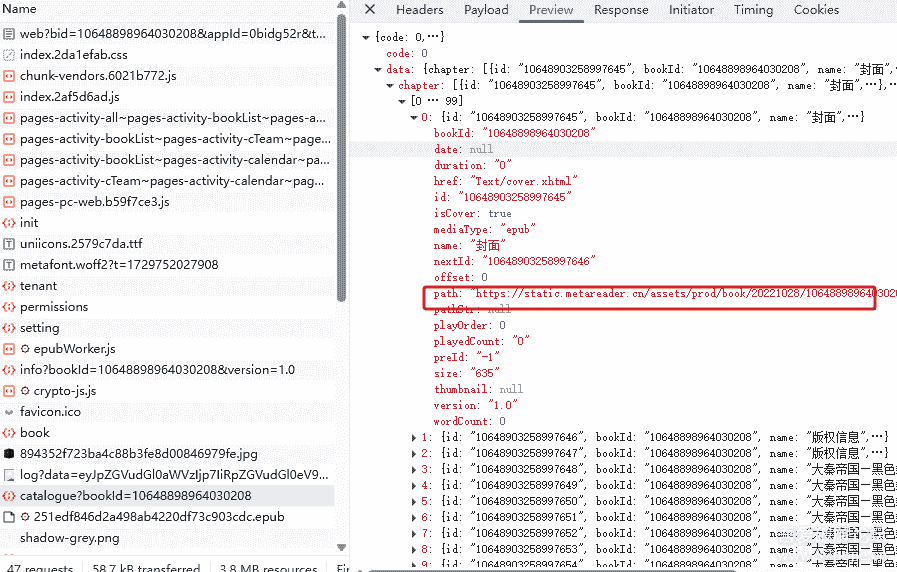 Name
web?bid=10648898964030208&appId=0bidg52r&t...
index.2da1efab.css
chunk-vendors.6021b772.js
index.2af5d6ad.js
pages-activity-all~pages-activity-bookList~pages-a...
pages-activity-bookList~pages-activity-cTeam~page...
pages-activity-bookList~pages-activity-calendar~pa...
pages-activity-cTeam~pages-activity-calendar~pag...
pages-pc-web.b59f7ce3.js
init
uniicons.2579c7da.ttf
metafont.woff2?t=1729752027908
tenant
permissions
setting
epubWorker.js
info?bookId=10648898964030208&version=1.0
crypto-js.js
favicon.ico
book
894352f723ba4c88b3fe8d00846979fe.jpg
log?data=eyJpZGVudGl0aWVzIjp7IiRpZGVudGl0eV9...
catalogue?bookId=10648898964030208
251edf846d2a498ab4220df73c903cdc.epub
shadow-grey.png
47 requests 58.7 kB transferred 3.8 MB resources Fi
Headers Payload Preview Response Initiator Timing Cookies
{code: 0,…}
code: 0
data: {chapter: [{id: "10648903258997645", bookId: "10648898964030208", name: "封面",
chapter: [{id: "10648903258997645", bookId: "10648898964030208", name: "封面",…},…
[0 … 99]
0: {id: "10648903258997645", bookId: "10648898964030208", name: "封面",…}
bookId: "10648898964030208"
date: null
duration: "0"
href: "Text/cover.xhtml"
id: "10648903258997645"
isCover: true
mediaType: "epub"
name: "封面"
nextId: "10648903258997646"
offset: 0
path: "https://static.metareader.cn/assets/prod/book/20221028/1064889896403020
pathStr: null
playOrder: 0
playedCount: "0"
preId: "-1"
size: "635"
thumbnail: null
version: "1.0"
wordCount: 0
1: {id: "10648903258997646", bookId: "10648898964030208", name: "版权信息",…}
2: {id: "10648903258997647", bookId: "10648898964030208", name: "版权信息",…}
3: {id: "10648903258997648", bookId: "10648898964030208", name: "大秦帝国—黑色
4: {id: "10648903258997649", bookId: "10648898964030208", name: "大秦帝国—黑色
5: {id: "10648903258997650", bookId: "10648898964030208", name: "大秦帝国—黑色
6: {id: "10648903258997651", bookId: "10648898964030208", name: "大秦帝国—黑色
7: {id: "10648903258997652", bookId: "10648898964030208", name: "大秦帝国—黑色
8: {id: "10648903258997653", bookId: "10648898964030208", name: "大秦帝国—黑色
9: {id: "10648903258997654", bookId: "10648898964030208", name: "大秦帝国—黑色